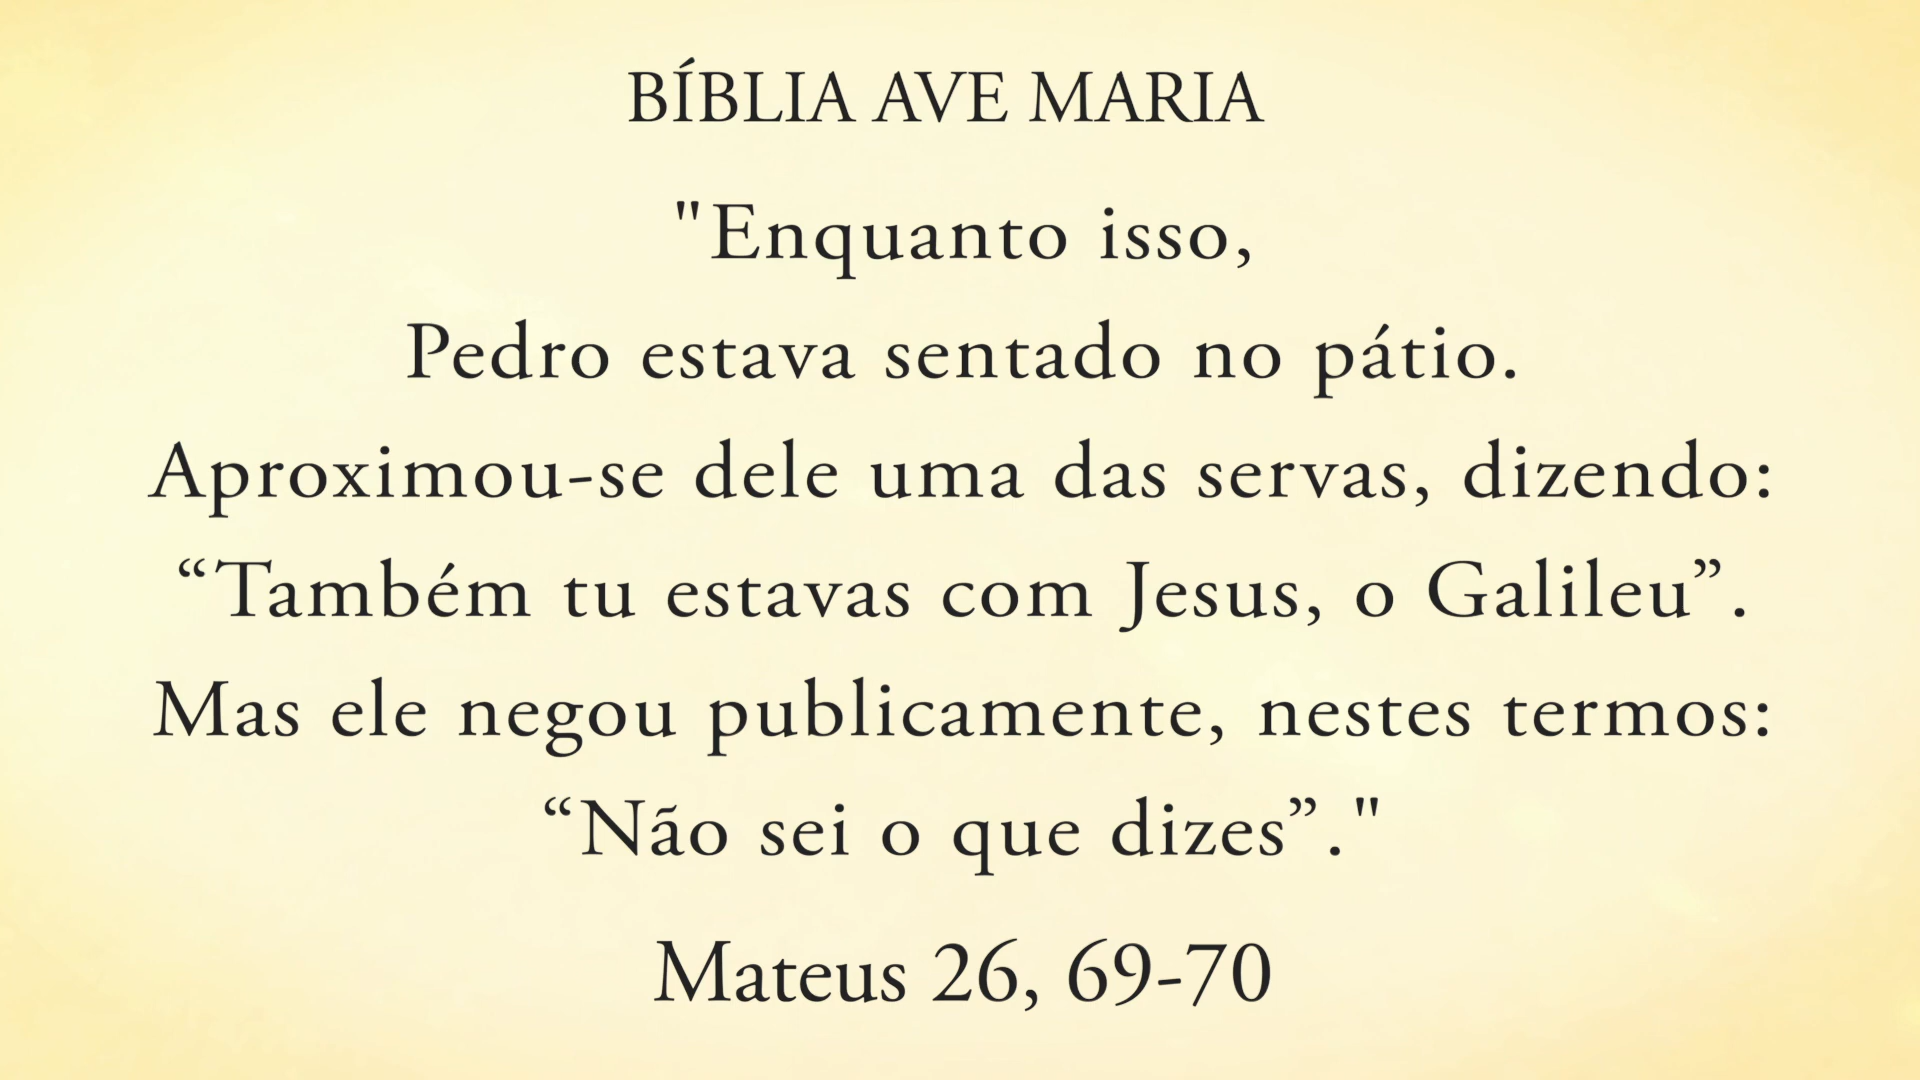 BÍBLIA AVE MARIA
"Enquanto isso,
Pedro estava sentado no pátio.
Aproximou-se dele uma das servas, dizendo:
“Também tu estavas com Jesus, o Galileu”.
Mas ele negou publicamente, nestes termos:
“Não sei o que dizes”."
Mateus 26, 69-70